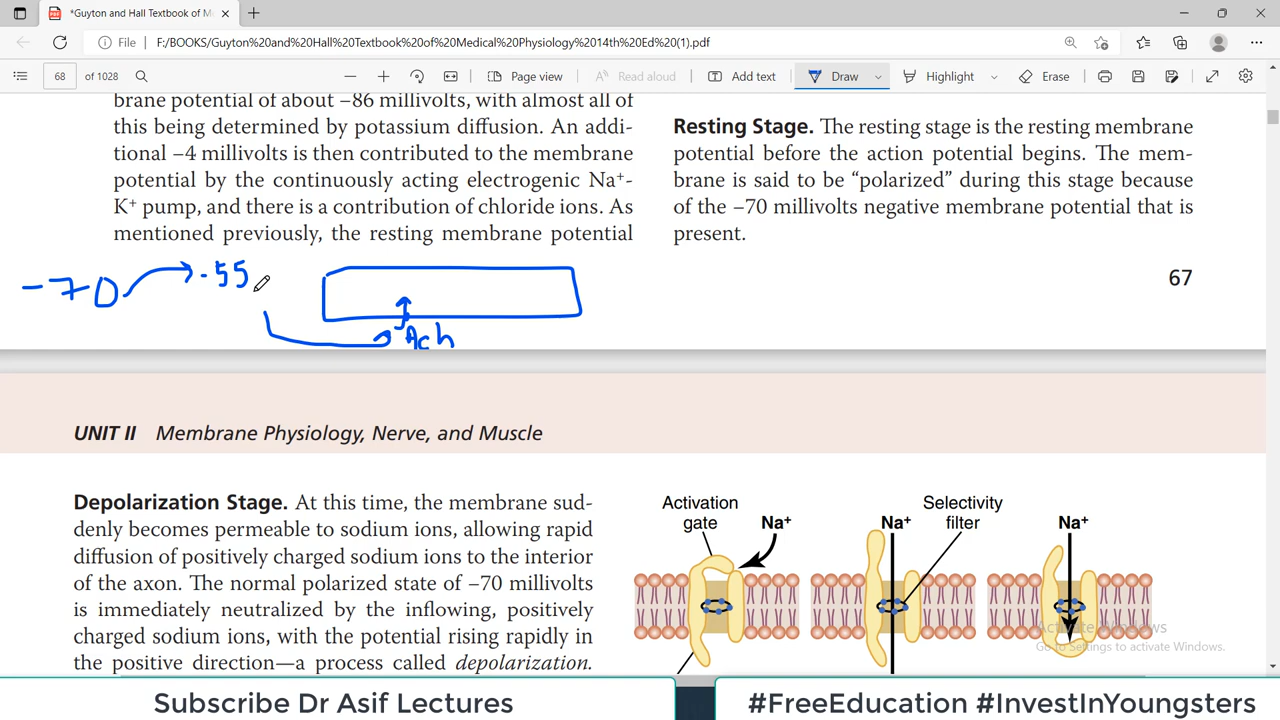 *Guyton and Hall Textbook of M
File
F:/BOOKS/Guyton%20and%20Hall%20Textbook%20of%20Medical%20Physiology%2014th%20Ed%20(1).pdf
68 of 1028
Page view
Read aloud
Add text
Draw
Highlight
Erase
brane potential of about −86 millivolts, with almost all of
this being determined by potassium diffusion. An addi-
tional −4 millivolts is then contributed to the membrane
potential by the continuously acting electrogenic Na⁺-
K⁺ pump, and there is a contribution of chloride ions. As
mentioned previously, the resting membrane potential
Resting Stage. The resting stage is the resting membrane
potential before the action potential begins. The mem-
brane is said to be “polarized” during this stage because
of the −70 millivolts negative membrane potential that is
present.
-70
-55
Ach
67
UNIT II Membrane Physiology, Nerve, and Muscle
Depolarization Stage. At this time, the membrane sud-
denly becomes permeable to sodium ions, allowing rapid
diffusion of positively charged sodium ions to the interior
of the axon. The normal polarized state of −70 millivolts
is immediately neutralized by the inflowing, positively
charged sodium ions, with the potential rising rapidly in
the positive direction—a process called depolarization.
Activation
gate
Na⁺
Na⁺
Selectivity
filter
Na⁺
Activate Windows
Go to Settings to activate Windows.
Subscribe Dr Asif Lectures
#FreeEducation #InvestInYoungsters